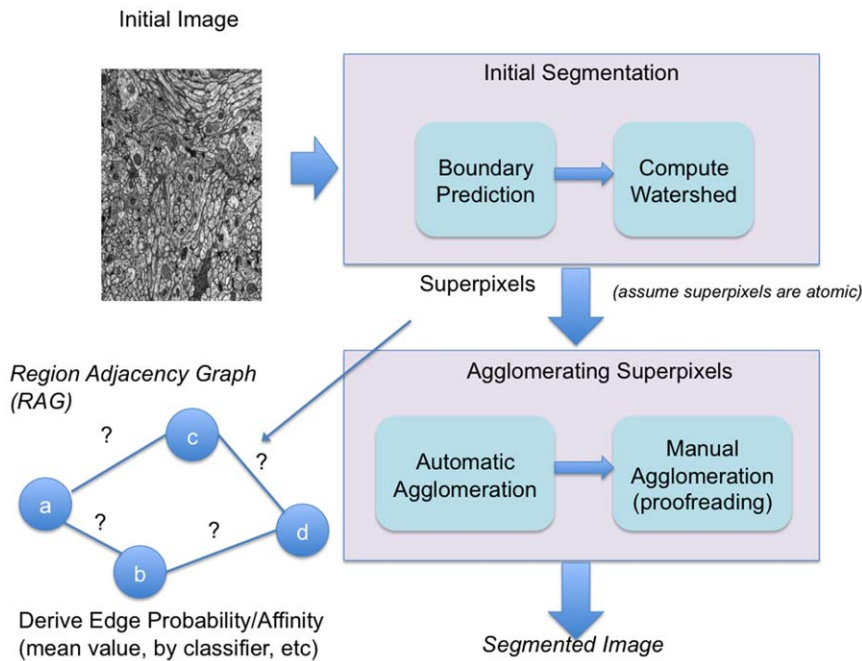 Initial Image
Initial Segmentation
Boundary
Prediction
Compute
Watershed
Superpixels
(assume superpixels are atomic)
Region Adjacency Graph
(RAG)
?
?
?
?
a
b
c
d
Derive Edge Probability/Affinity
(mean value, by classifier, etc)
Agglomerating Superpixels
Automatic
Agglomeration
Manual
Agglomeration
(proofreading)
Segmented Image